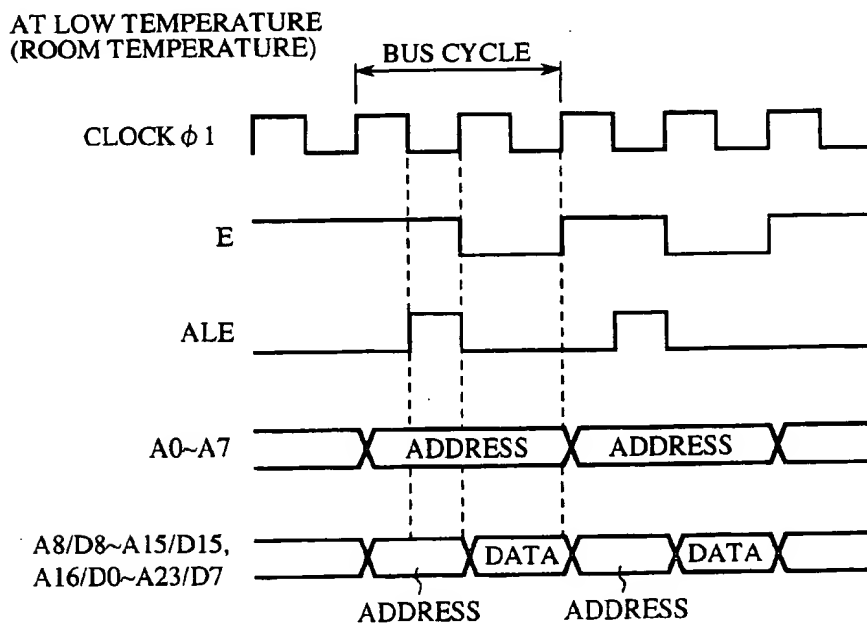 AT LOW TEMPERATURE
(ROOM TEMPERATURE)
BUS CYCLE
CLOCK ϕ 1
E
ALE
A0~A7
ADDRESS
ADDRESS
A8/D8~A15/D15,
A16/D0~A23/D7
DATA
DATA
ADDRESS
ADDRESS